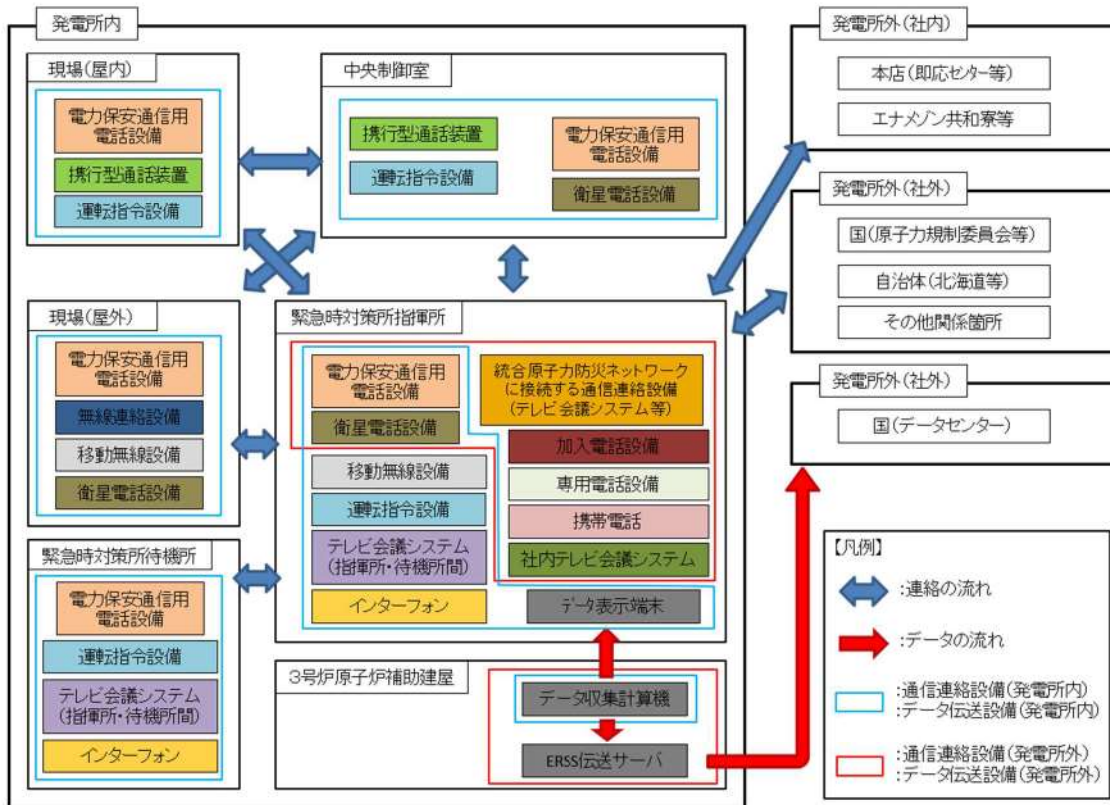 発電所内
現場(屋内)
電力保安通信用
電話設備
携行型通話装置
運転指令設備
中央制御室
携行型通話装置
運転指令設備
電力保安通信用
電話設備
衛星電話設備
現場(屋外)
電力保安通信用
電話設備
無線連絡設備
移動無線設備
衛星電話設備
緊急時対策所指揮所
電力保安通信用
電話設備
衛星電話設備
移動無線設備
運転指令設備
テレビ会議システム
(指揮所・待機所間)
インターフォン
統合原子力防災ネットワーク
に接続する通信連絡設備
(テレビ会議システム等)
加入電話設備
専用電話設備
携帯電話
社内テレビ会議システム
データ表示端末
緊急時対策所待機所
電力保安通信用
電話設備
運転指令設備
テレビ会議システム
(指揮所・待機所間)
インターフォン
3号炉原子炉補助建屋
データ収集計算機
ERSS伝送サーバ
発電所外(社内)
本店(即応センター等)
エナメゾン共和寮等
発電所外(社外)
国(原子力規制委員会等)
自治体(北海道等)
その他関係箇所
発電所外(社外)
国(データセンター)
【凡例】
:連絡の流れ
:データの流れ
:通信連絡設備(発電所内)
:データ伝送設備(発電所内)
:通信連絡設備(発電所外)
:データ伝送設備(発電所外)